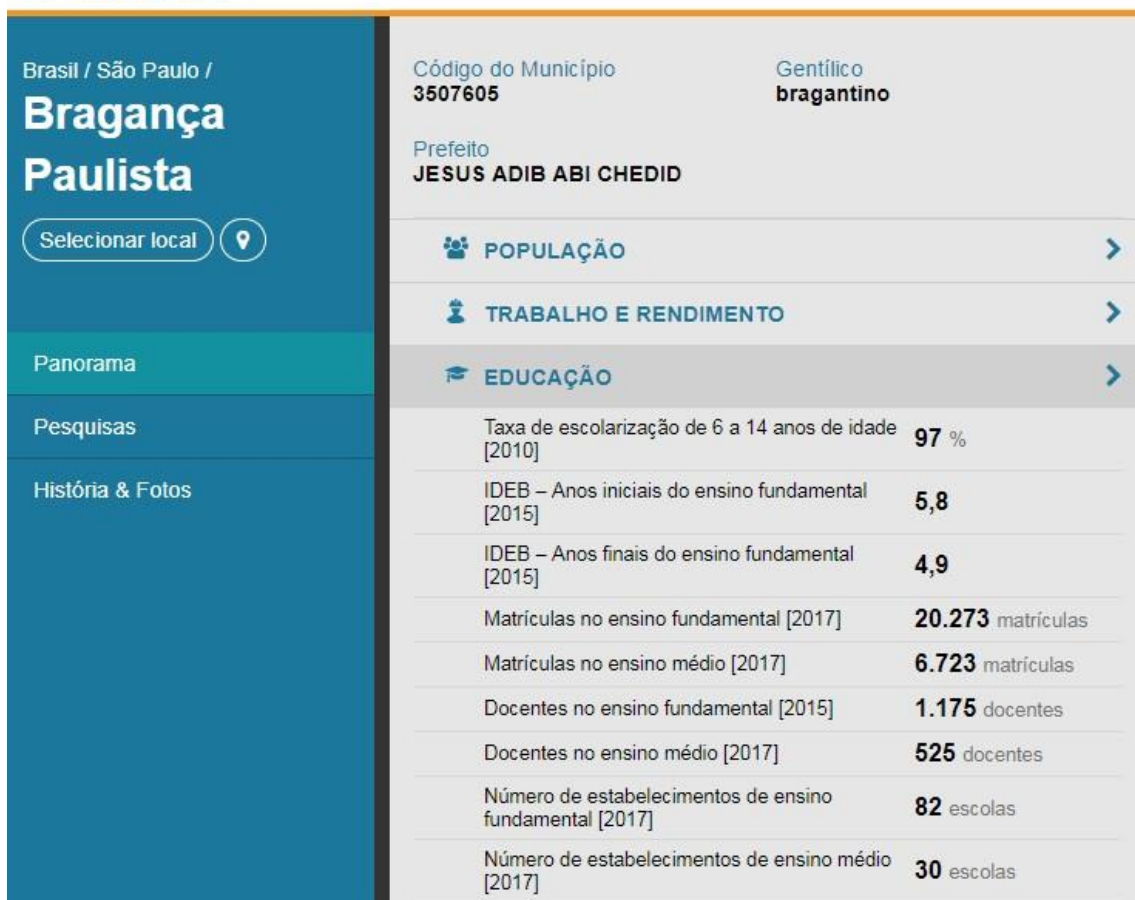 Brasil / São Paulo /
Bragança
Paulista
Selecionar local
Panorama
Pesquisas
História & Fotos
Código do Município
3507605
Gentílico
bragantino
Prefeito
JESUS ADIB ABI CHEDID
POPULAÇÃO
TRABALHO E RENDIMENTO
EDUCAÇÃO
Taxa de escolarização de 6 a 14 anos de idade
[2010]
97 %
IDEB – Anos iniciais do ensino fundamental
[2015]
5,8
IDEB – Anos finais do ensino fundamental
[2015]
4,9
Matrículas no ensino fundamental [2017]
20.273 matrículas
Matrículas no ensino médio [2017]
6.723 matrículas
Docentes no ensino fundamental [2015]
1.175 docentes
Docentes no ensino médio [2017]
525 docentes
Número de estabelecimentos de ensino
fundamental [2017]
82 escolas
Número de estabelecimentos de ensino médio
[2017]
30 escolas